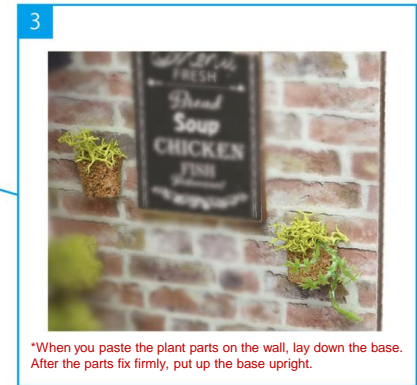 3
FRESH
Bread
Soup
CHICKEN
FISH
*When you paste the plant parts on the wall, lay down the base.
After the parts fix firmly, put up the base upright.